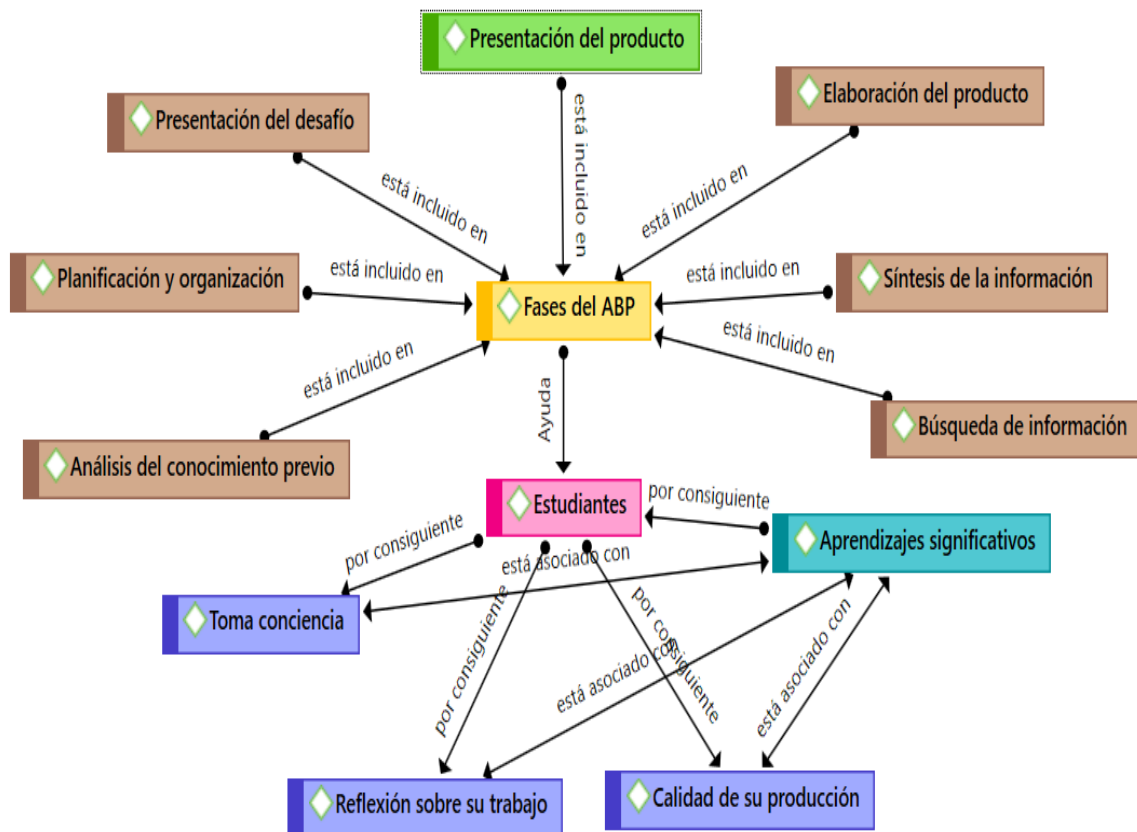 Presentación del producto
Elaboración del producto
Presentación del desafío
está incluido en
está incluido en
está incluido en
Planificación y organización
está incluido en
está incluido en
Síntesis de la información
Fases del ABP
está incluido en
está incluido en
Análisis del conocimiento previo
Ayuda
Búsqueda de información
Estudiantes
por consiguiente
Aprendizajes significativos
por consiguiente
está asociado con
Toma conciencia
por consiguiente
por consiguiente
está asociado con
está asociado con
Reflexión sobre su trabajo
Calidad de su producción